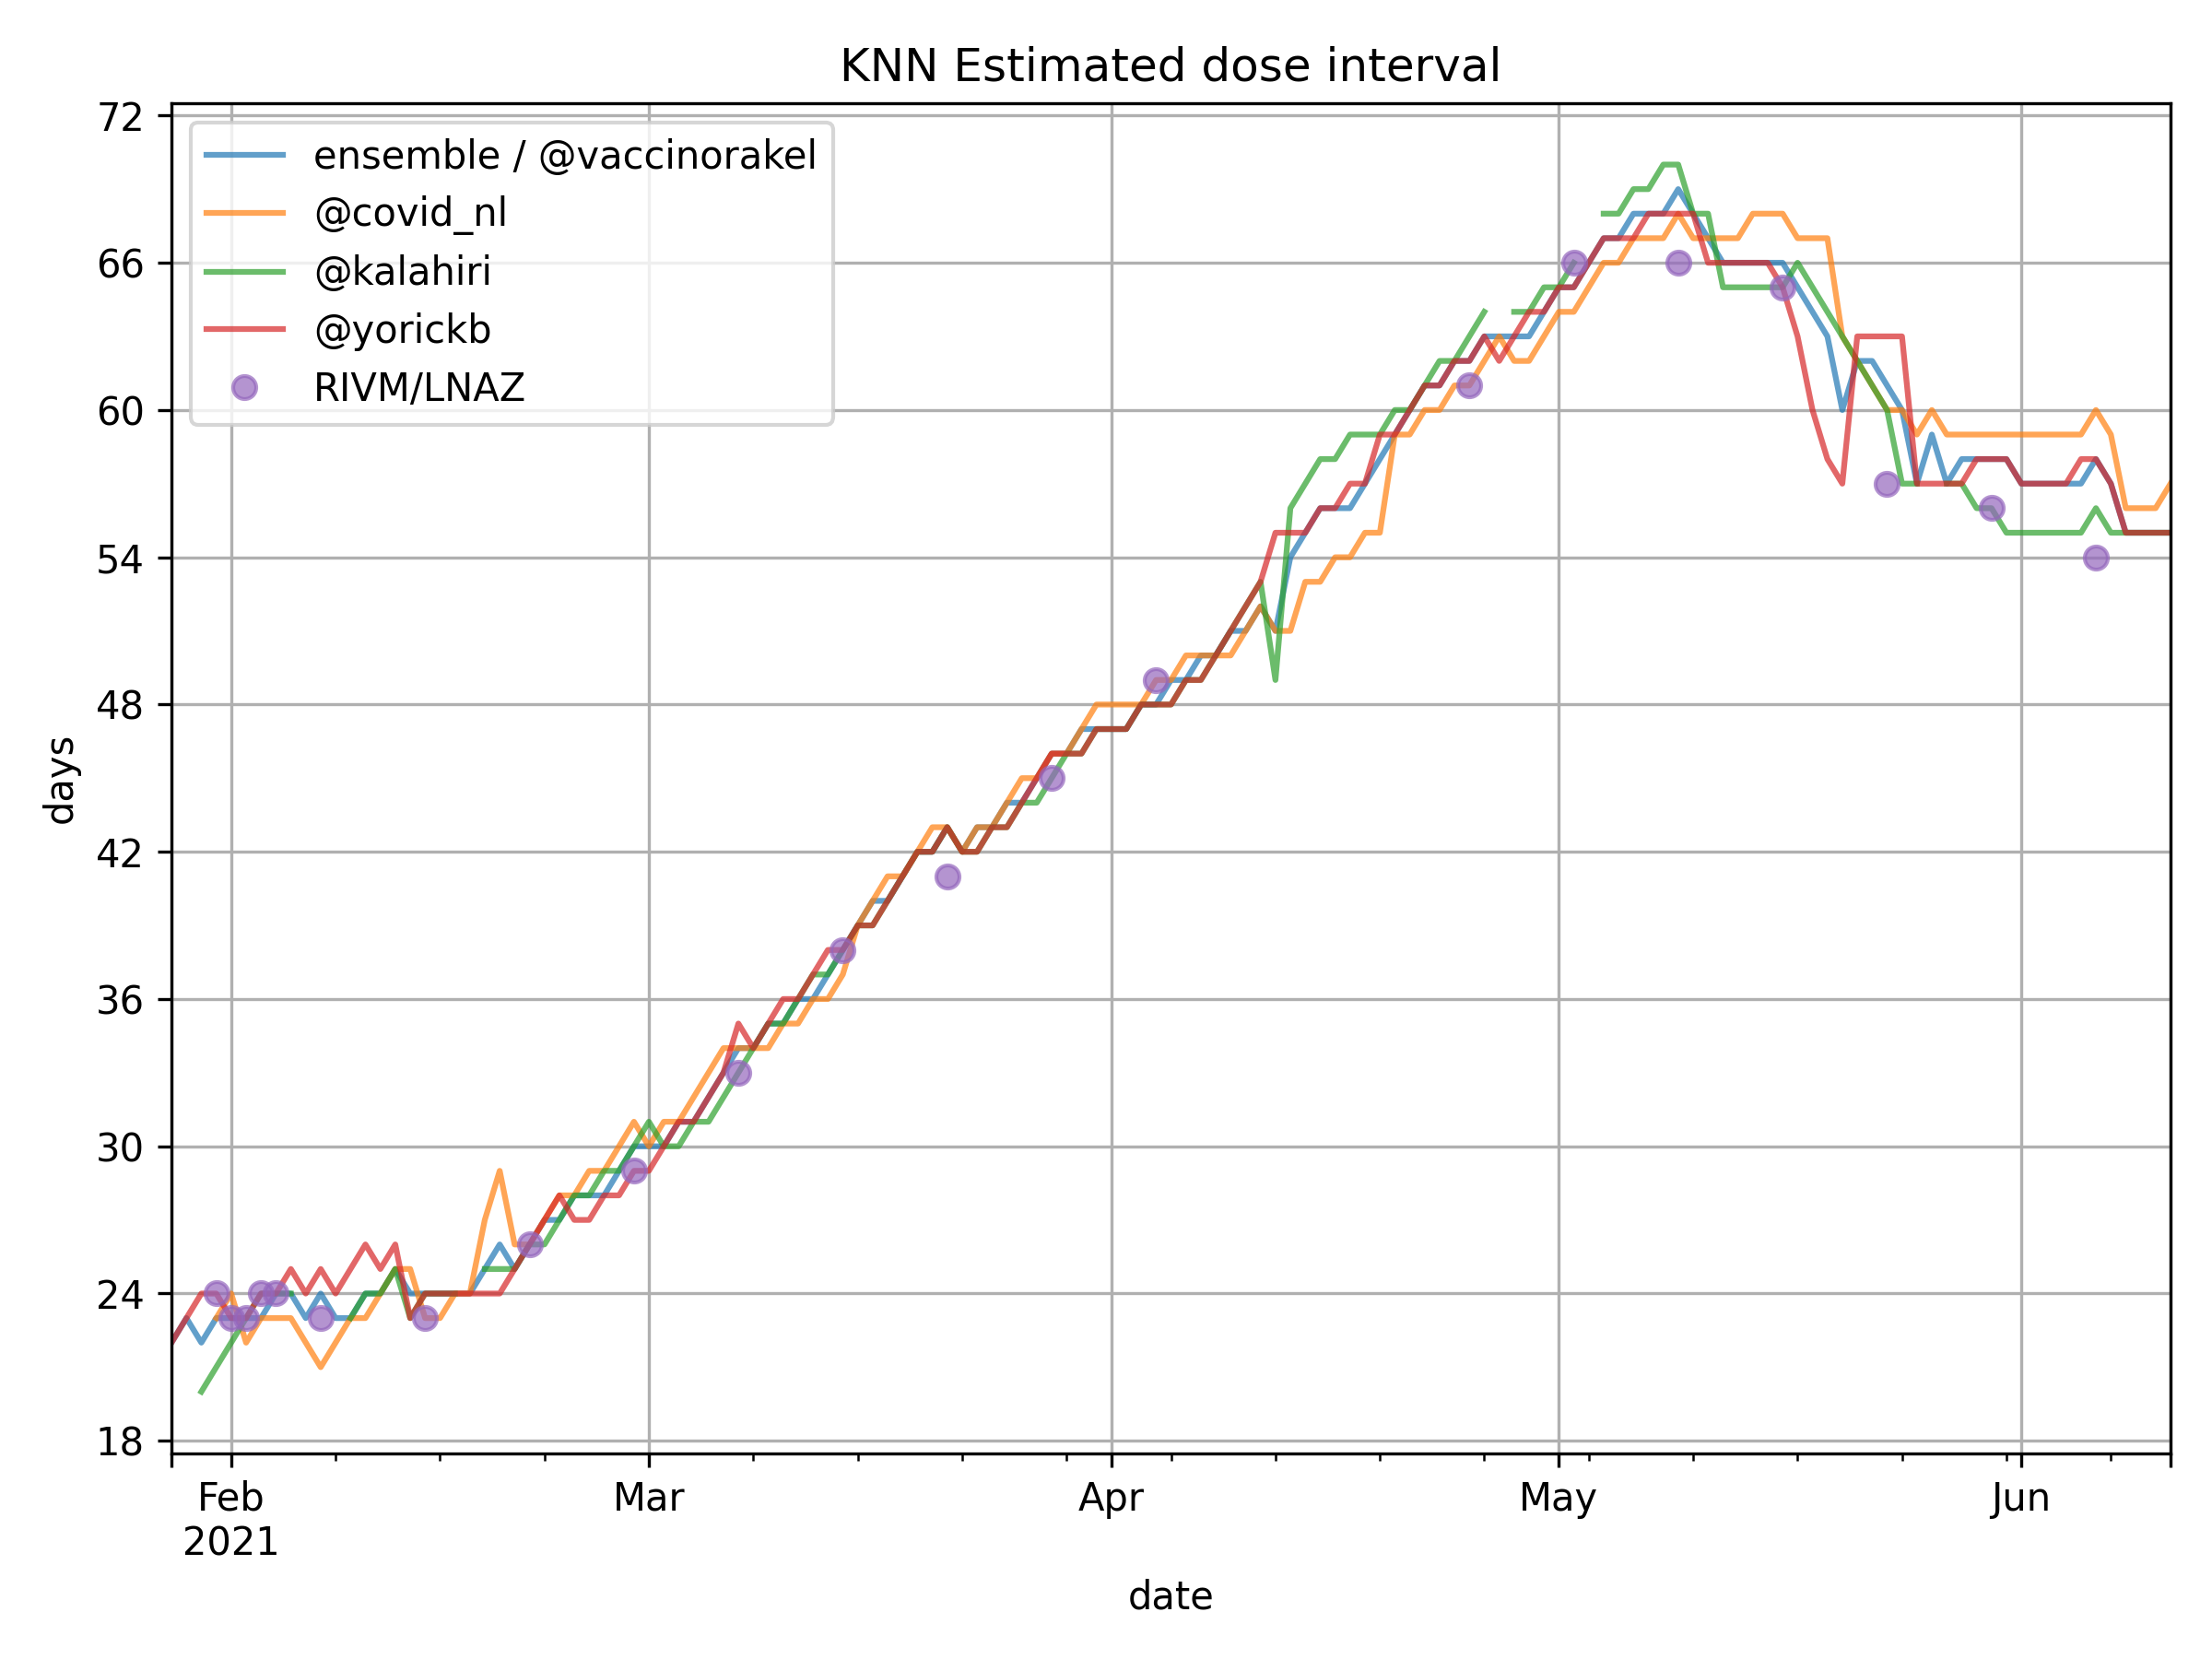 KNN Estimated dose interval
72
66
60
54
48
42
36
30
24
18
days
ensemble / @vaccinorakel
@covid_nl
@kalahiri
@yorickb
RIVM/LNAZ
Feb
2021
Mar
Apr
May
Jun
date